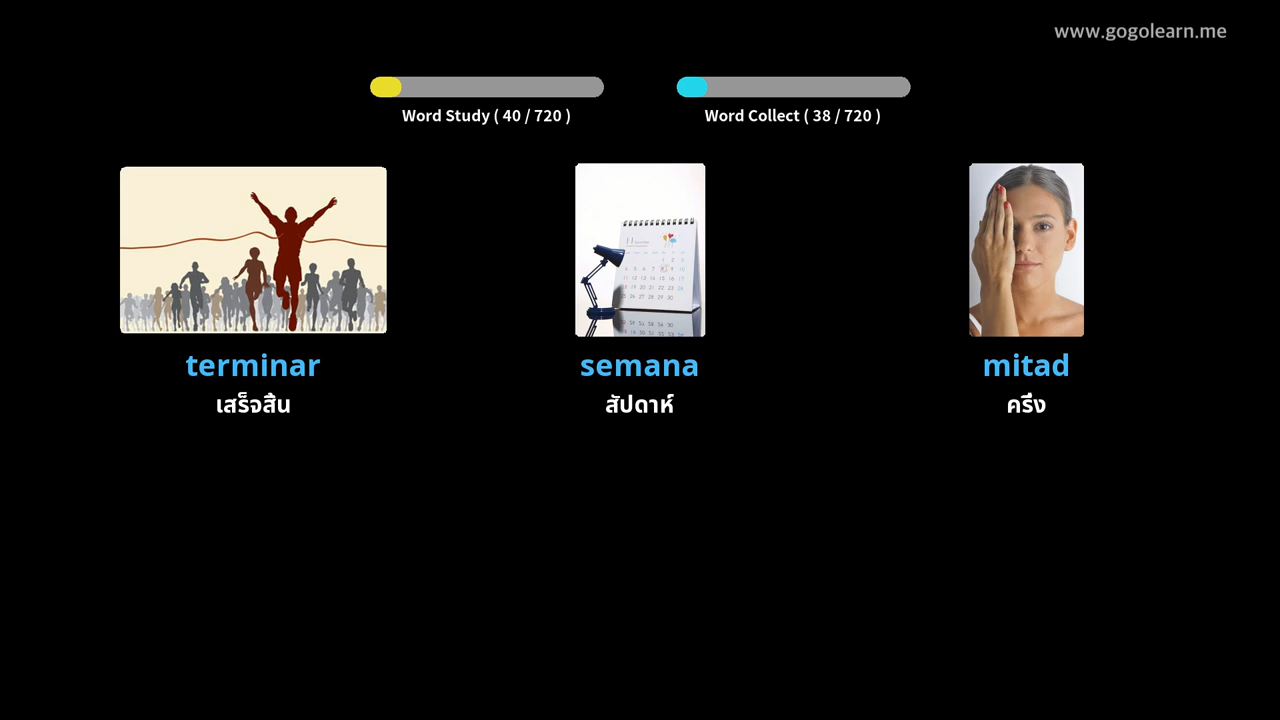 www.gogolearn.me
Word Study ( 40 / 720 )
Word Collect ( 38 / 720 )
terminar
semana
mitad
เสร็จสิ้น
สัปดาห์
ครึ่ง